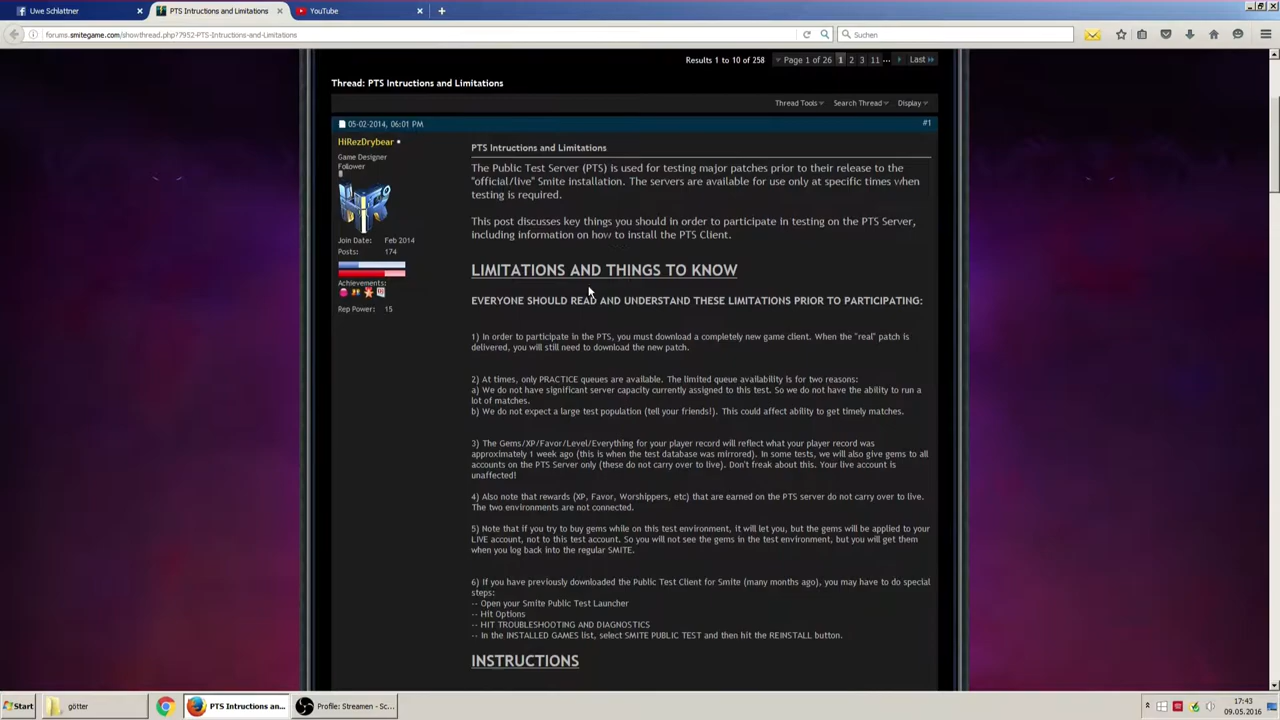 Uwe Schlattner
PTS Intructions and Limitations
YouTube
forums.smitegame.com/showthread.php?7952-PTS-Intructions-and-Limitations
Suchen
Results 1 to 10 of 258
Page 1 of 26 1 2 3 11 ... Last
Thread: PTS Intructions and Limitations
Thread Tools Search Thread Display
05-02-2014, 06:01 PM #1
HiRezDrybear
Game Designer
Follower
Join Date: Feb 2014
Posts: 174
Achievements:
Rep Power: 15
PTS Intructions and Limitations
The Public Test Server (PTS) is used for testing major patches prior to their release to the
"official/live" Smite installation. The servers are available for use only at specific times when
testing is required.
This post discusses key things you should in order to participate in testing on the PTS Server,
including information on how to install the PTS Client.
LIMITATIONS AND THINGS TO KNOW
EVERYONE SHOULD READ AND UNDERSTAND THESE LIMITATIONS PRIOR TO PARTICIPATING:
1) In order to participate in the PTS, you must download a completely new game client. When the "real" patch is
delivered, you will still need to download the new patch.
2) At times, only PRACTICE queues are available. The limited queue availability is for two reasons:
a) We do not have significant server capacity currently assigned to this test. So we do not have the ability to run a
lot of matches.
b) We do not expect a large test population (tell your friends!). This could affect ability to get timely matches.
3) The Gems/XP/Favor/Level/Everything for your player record will reflect what your player record was
approximately 1 week ago (this is when the test database was mirrored). In some tests, we will also give gems to all
accounts on the PTS Server only (these do not carry over to live). Don't freak about this. Your live account is
unaffected!
4) Also note that rewards (XP, Favor, Worshippers, etc) that are earned on the PTS server do not carry over to live.
The two environments are not connected.
5) Note that if you try to buy gems while on this test environment, it will let you, but the gems will be applied to your
LIVE account, not to this test account. So you will not see the gems in the test environment, but you will get them
when you log back into the regular SMITE.
6) If you have previously downloaded the Public Test Client for Smite (many months ago), you may have to do special
steps:
-- Open your Smite Public Test Launcher
-- Hit Options
-- HIT TROUBLESHOOTING AND DIAGNOSTICS
-- In the INSTALLED GAMES list, select SMITE PUBLIC TEST and then hit the REINSTALL button.
INSTRUCTIONS
Start
götter
PTS Intructions an...
Profile: Streamen - Sc...
17:43
09.05.2016